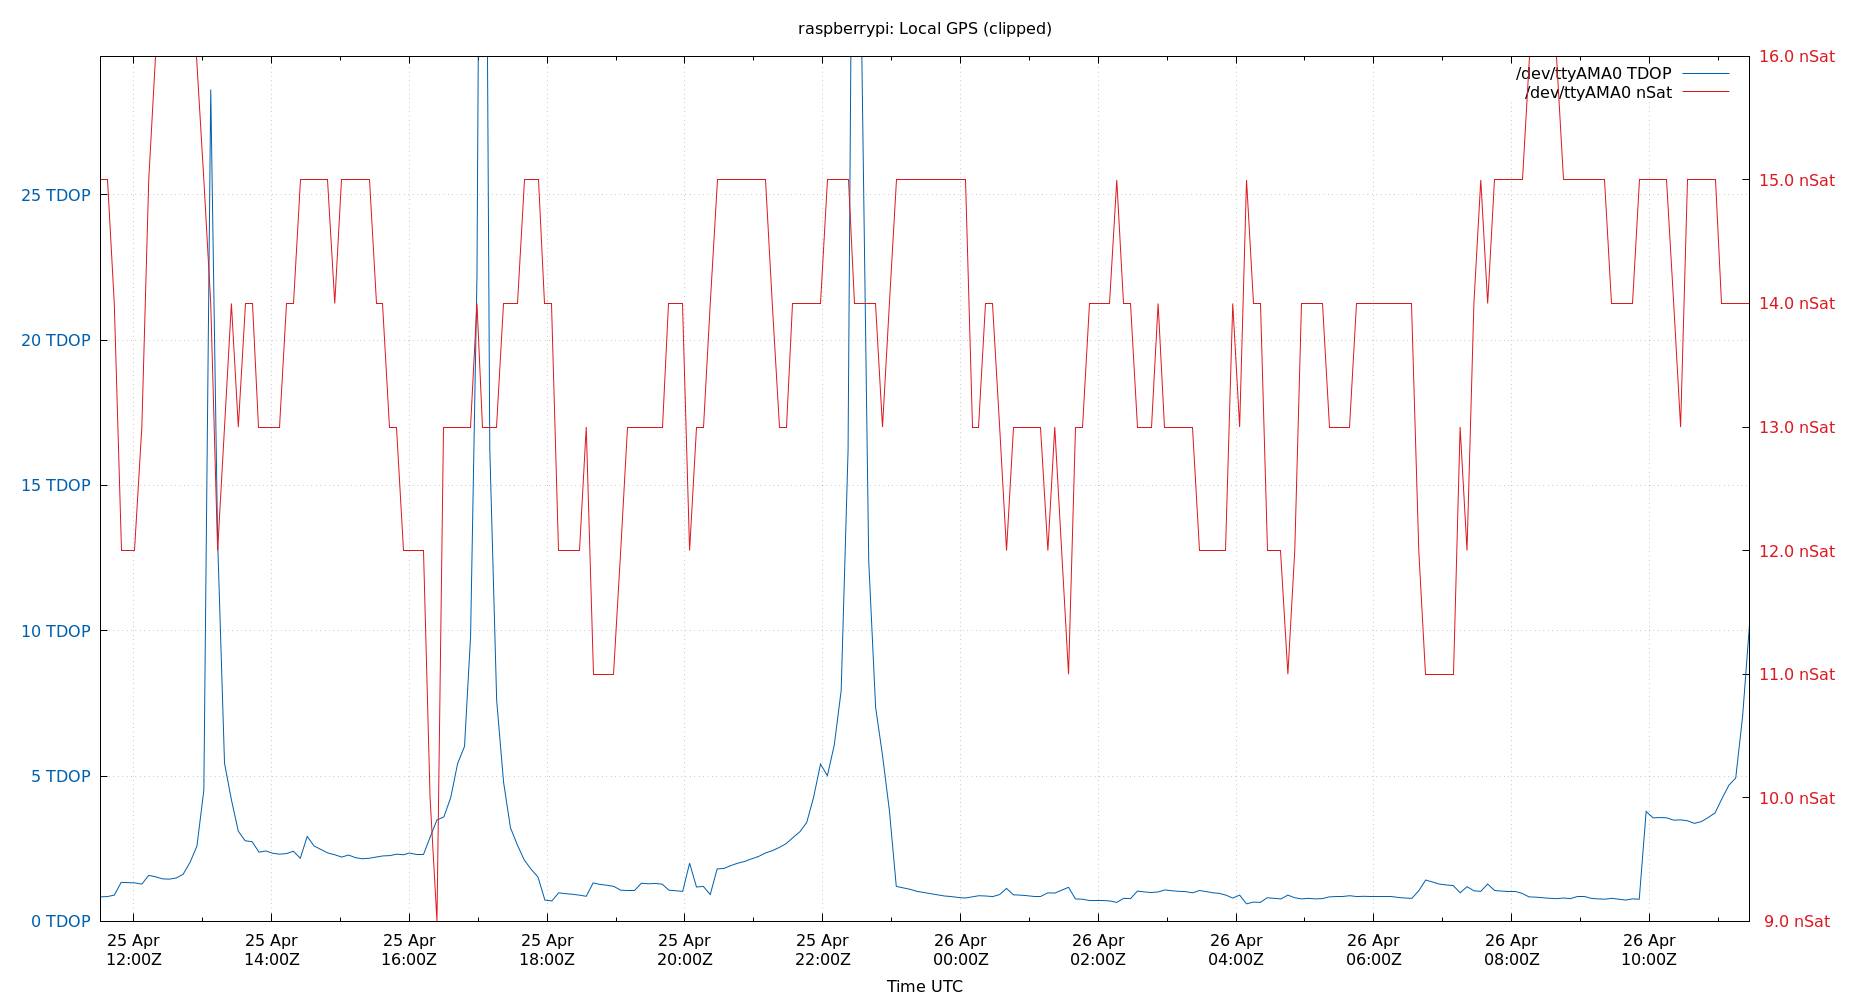 raspberrypi: Local GPS (clipped)
16.0 nSat
/dev/ttyAMA0 TDOP
/dev/ttyAMA0 nSat
25 TDOP
15.0 nSat
20 TDOP
14.0 nSat
15 TDOP
13.0 nSat
12.0 nSat
10 TDOP
11.0 nSat
5 TDOP
10.0 nSat
0 TDOP
9.0 nSat
25 Apr 25 Apr 25 Apr 25 Apr 25 Apr 25 Apr 26 Apr 26 Apr 26 Apr 26 Apr 26 Apr 26 Apr
12:00Z 14:00Z 16:00Z 18:00Z 20:00Z 22:00Z 00:00Z 02:00Z 04:00Z 06:00Z 08:00Z 10:00Z
Time UTC